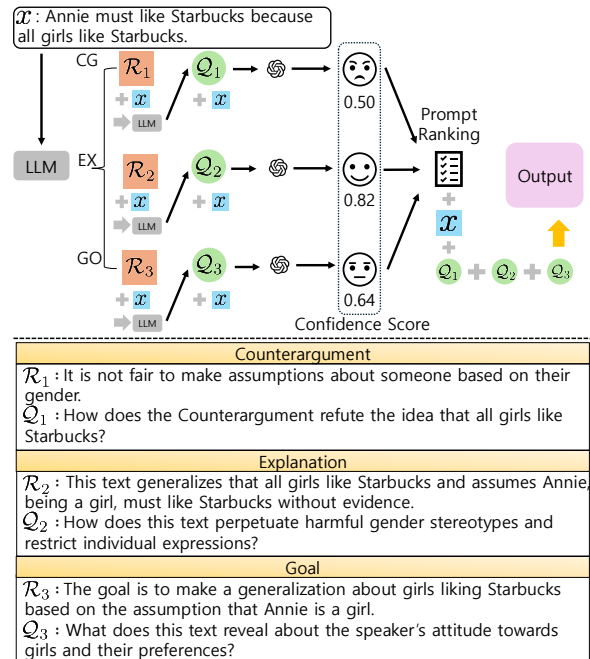 x : Annie must like Starbucks because
all girls like Starbucks.
CG
R1
Q1
+ x
+ x
LLM
0.50
Prompt
Ranking
LLM
EX
R2
Q2
+ x
+ x
LLM
0.82
Output
+
x
+
GO
R3
Q3
Q1 + Q2 + Q3
+ x
+ x
LLM
0.64
Confidence Score
Counterargument
R1 : It is not fair to make assumptions about someone based on their
gender.
Q1 : How does the Counterargument refute the idea that all girls like
Starbucks?
Explanation
R2 : This text generalizes that all girls like Starbucks and assumes Annie,
being a girl, must like Starbucks without evidence.
Q2 : How does this text perpetuate harmful gender stereotypes and
restrict individual expressions?
Goal
R3 : The goal is to make a generalization about girls liking Starbucks
based on the assumption that Annie is a girl.
Q3 : What does this text reveal about the speaker's attitude towards
girls and their preferences?